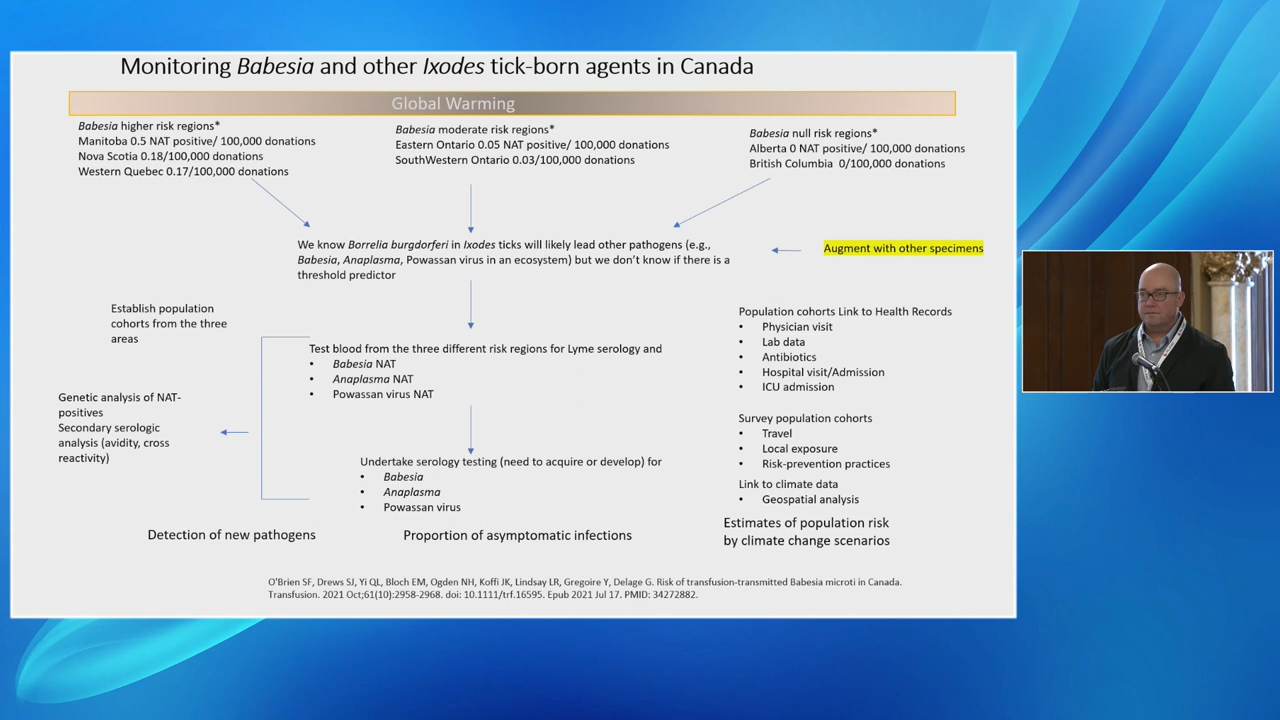 Monitoring Babesia and other Ixodes tick-born agents in Canada
Global Warming
Babesia higher risk regions*
Manitoba 0.5 NAT positive/ 100,000 donations
Nova Scotia 0.18/100,000 donations
Western Quebec 0.17/100,000 donations
Babesia moderate risk regions*
Eastern Ontario 0.05 NAT positive/ 100,000 donations
SouthWestern Ontario 0.03/100,000 donations
Babesia null risk regions*
Alberta 0 NAT positive/ 100,000 donations
British Columbia 0/100,000 donations
We know Borrelia burgdorferi in Ixodes ticks will likely lead other pathogens (e.g.,
Babesia, Anaplasma, Powassan virus in an ecosystem) but we don't know if there is a
threshold predictor
Augment with other specimens
Establish population
cohorts from the three
areas
Test blood from the three different risk regions for Lyme serology and
• Babesia NAT
• Anaplasma NAT
• Powassan virus NAT
Genetic analysis of NAT-
positives
Secondary serologic
analysis (avidity, cross
reactivity)
Undertake serology testing (need to acquire or develop) for
• Babesia
• Anaplasma
• Powassan virus
Population cohorts Link to Health Records
• Physician visit
• Lab data
• Antibiotics
• Hospital visit/Admission
• ICU admission
Survey population cohorts
• Travel
• Local exposure
• Risk-prevention practices
Link to climate data
• Geospatial analysis
Detection of new pathogens
Proportion of asymptomatic infections
Estimates of population risk
by climate change scenarios
O'Brien SF, Drews SJ, Yi QL, Bloch EM, Ogden NH, Koffi JK, Lindsay LR, Gregoire Y, Delage G. Risk of transfusion-transmitted Babesia microti in Canada.
Transfusion. 2021 Oct;61(10):2958-2968. doi: 10.1111/trf.16595. Epub 2021 Jul 17. PMID: 34272882.